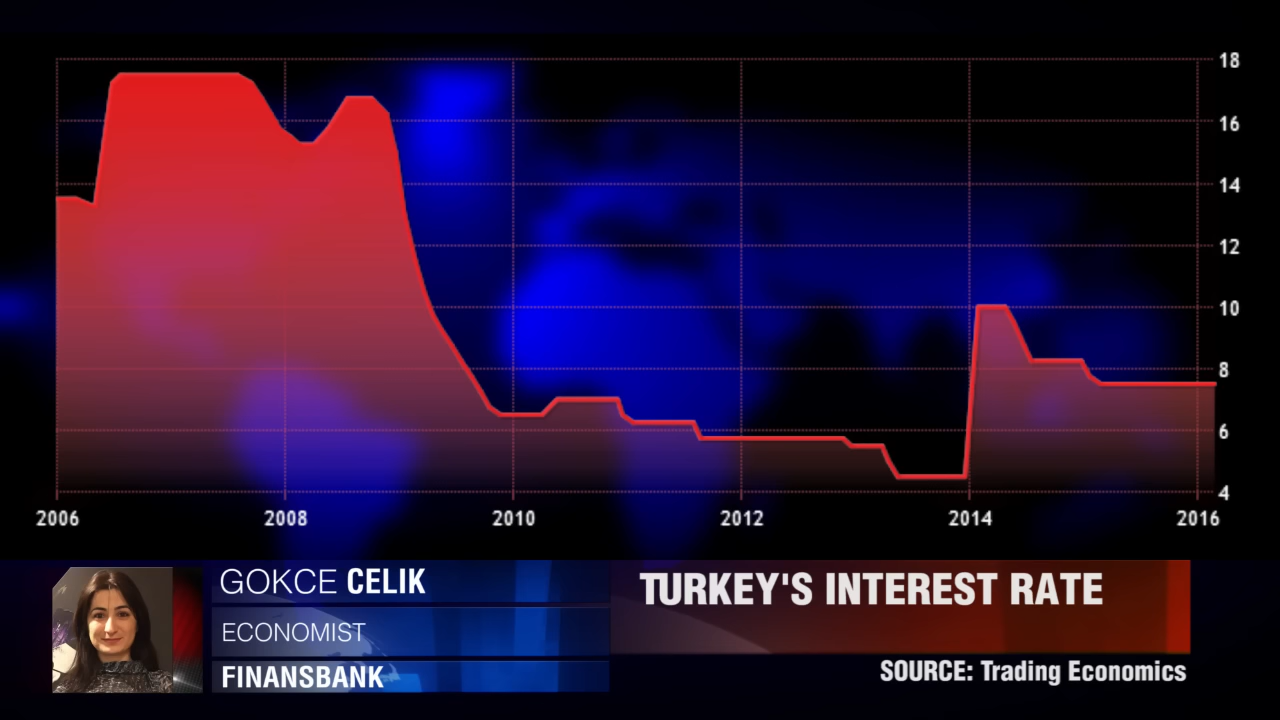 18
16
14
12
10
8
6
4
2006 2008 2010 2012 2014 2016
GOKCE CELIK
ECONOMIST
FINANSBANK
TURKEY'S INTEREST RATE
SOURCE: Trading Economics